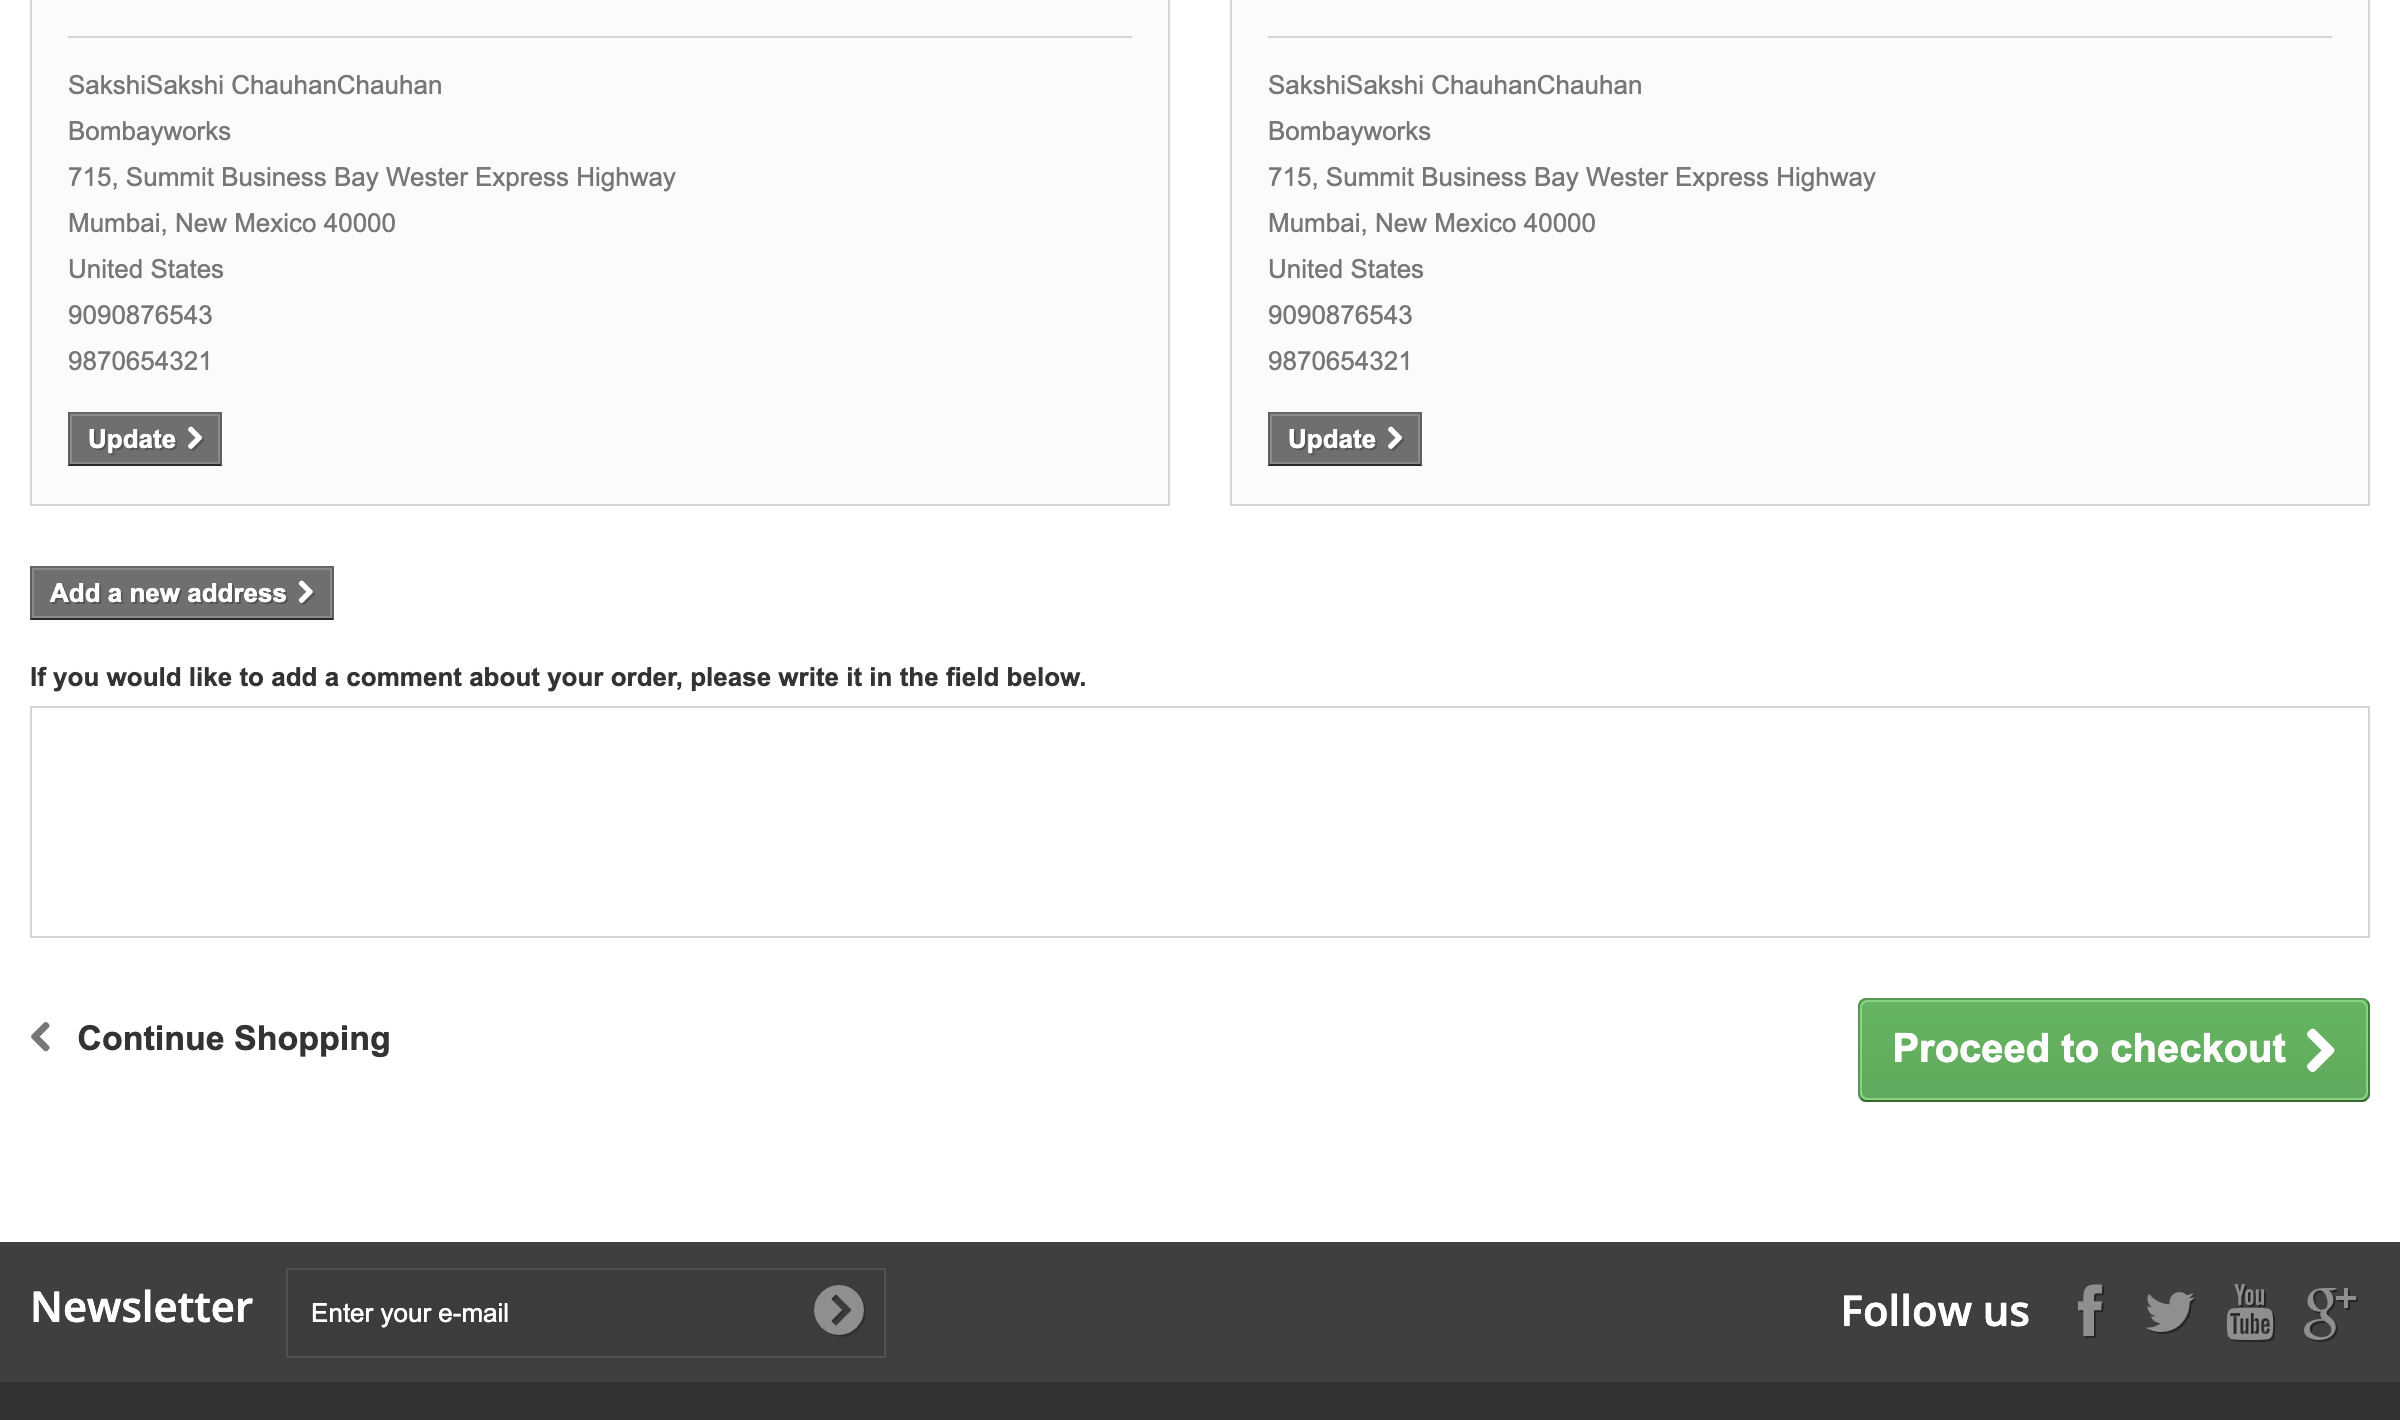 SakshiSakshi ChauhanChauhan
Bombayworks
715, Summit Business Bay Wester Express Highway
Mumbai, New Mexico 40000
United States
9090876543
9870654321
Update
SakshiSakshi ChauhanChauhan
Bombayworks
715, Summit Business Bay Wester Express Highway
Mumbai, New Mexico 40000
United States
9090876543
9870654321
Update
Add a new address
If you would like to add a comment about your order, please write it in the field below.
Continue Shopping
Proceed to checkout
Newsletter
Enter your e-mail
Follow us
You
Tube
g+